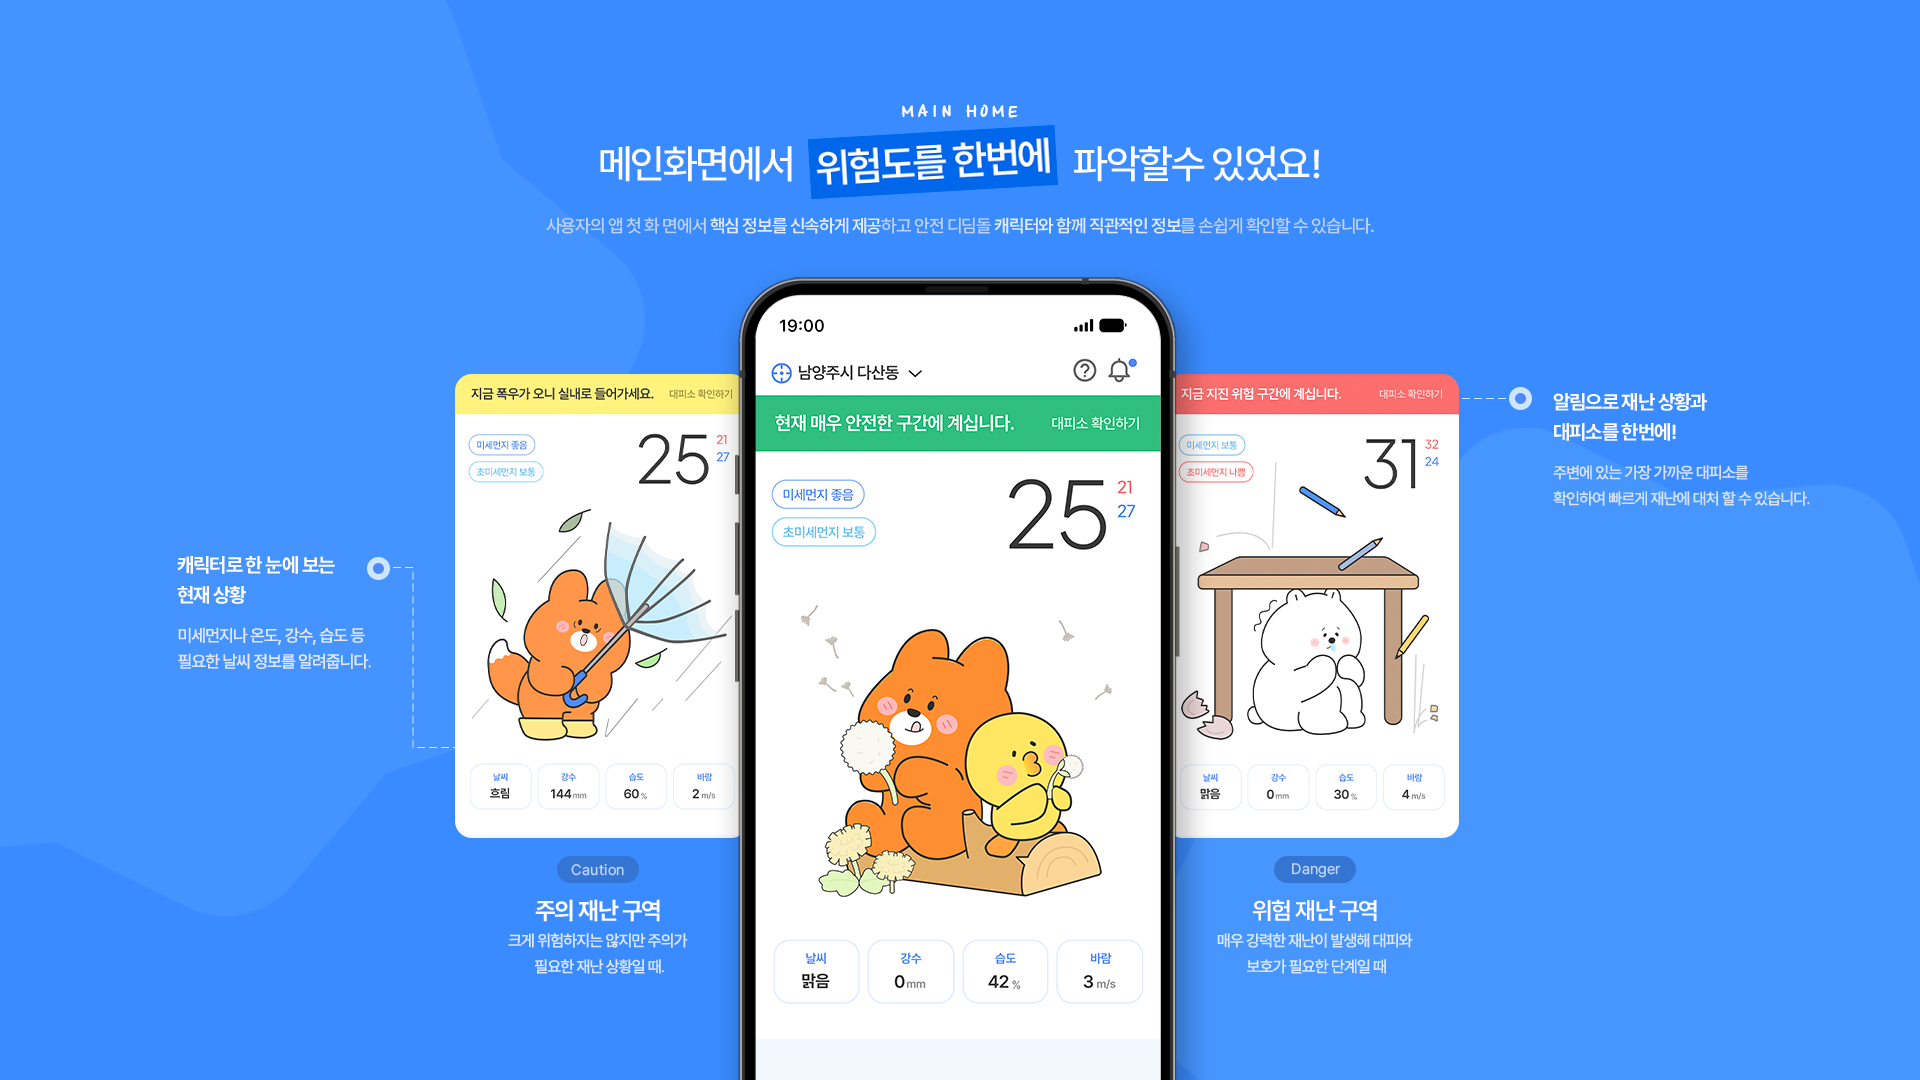 MAIN HOME
메인화면에서 위험도를 한번에 파악할수 있었요!
사용자의 앱 첫 화 면에서 핵심 정보를 신속하게 제공하고 안전 디딤돌 캐릭터와 함께 직관적인 정보를 손쉽게 확인할 수 있습니다.
캐릭터로 한 눈에 보는
현재 상황
미세먼지나 온도, 강수, 습도 등
필요한 날씨 정보를 알려줍니다.
지금 폭우가 오니 실내로 들어가세요. 대피소 확인하기
미세먼지 좋음
초미세먼지 보통
25
21
27
날씨
흐림
강수
144 mm
습도
60 %
바람
2 m/s
Caution
주의 재난 구역
크게 위험하지는 않지만 주의가
필요한 재난 상황일 때.
19:00
남양주시 다산동
현재 매우 안전한 구간에 계십니다. 대피소 확인하기
미세먼지 좋음
초미세먼지 보통
25
21
27
날씨
맑음
강수
0 mm
습도
42 %
바람
3 m/s
지금 지진 위험 구간에 계십니다. 대피소 확인하기
미세먼지 보통
초미세먼지 나쁨
31
32
24
날씨
맑음
강수
0 mm
습도
30 %
바람
4 m/s
Danger
위험 재난 구역
매우 강력한 재난이 발생해 대피와
보호가 필요한 단계일 때
알림으로 재난 상황과
대피소를 한번에!
주변에 있는 가장 가까운 대피소를
확인하여 빠르게 재난에 대처 할 수 있습니다.